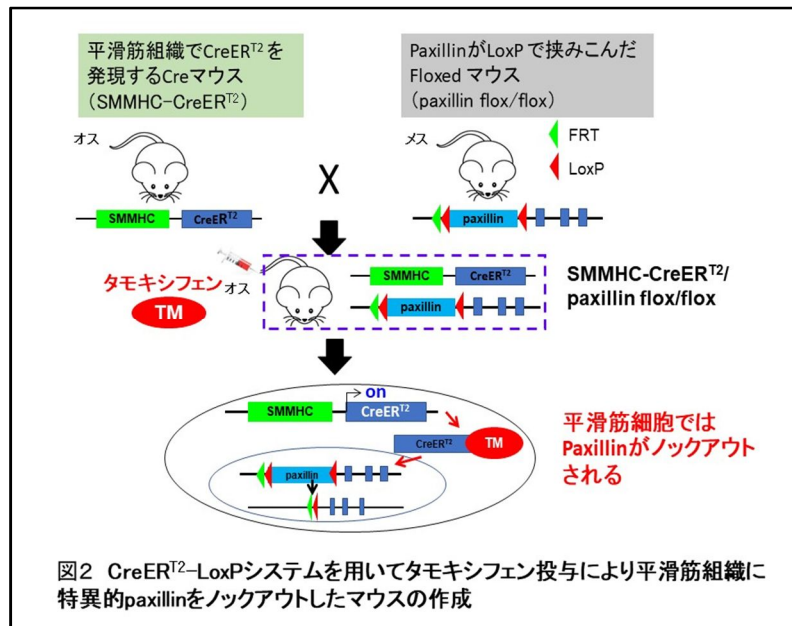 平滑筋組織でCreERT2を
発現するCreマウス
(SMMHC-CreERT2)
PaxillinがLoxPで挟みこんだ
Floxed マウス
(paxillin flox/flox)
オス
X
メス
FRT
LoxP
SMMHC CreERT2
paxillin
タモキシフェン オス
TM
SMMHC CreERT2
paxillin
SMMHC-CreERT2/
paxillin flox/flox
on
SMMHC CreERT2
CreERT2 TM
paxillin
平滑筋細胞では
Paxillinがノックアウト
される
図2 CreERT2-LoxPシステムを用いてタモキシフェン投与により平滑筋組織に
特異的paxillinをノックアウトしたマウスの作成